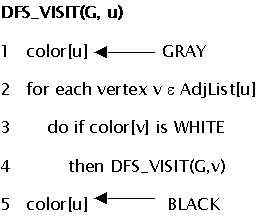 DFS_VISIT(G, u)
1 color[u] ← GRAY
2 for each vertex v ε AdjList[u]
3 do if color[v] is WHITE
4 then DFS_VISIT(G,v)
5 color[u] ← BLACK